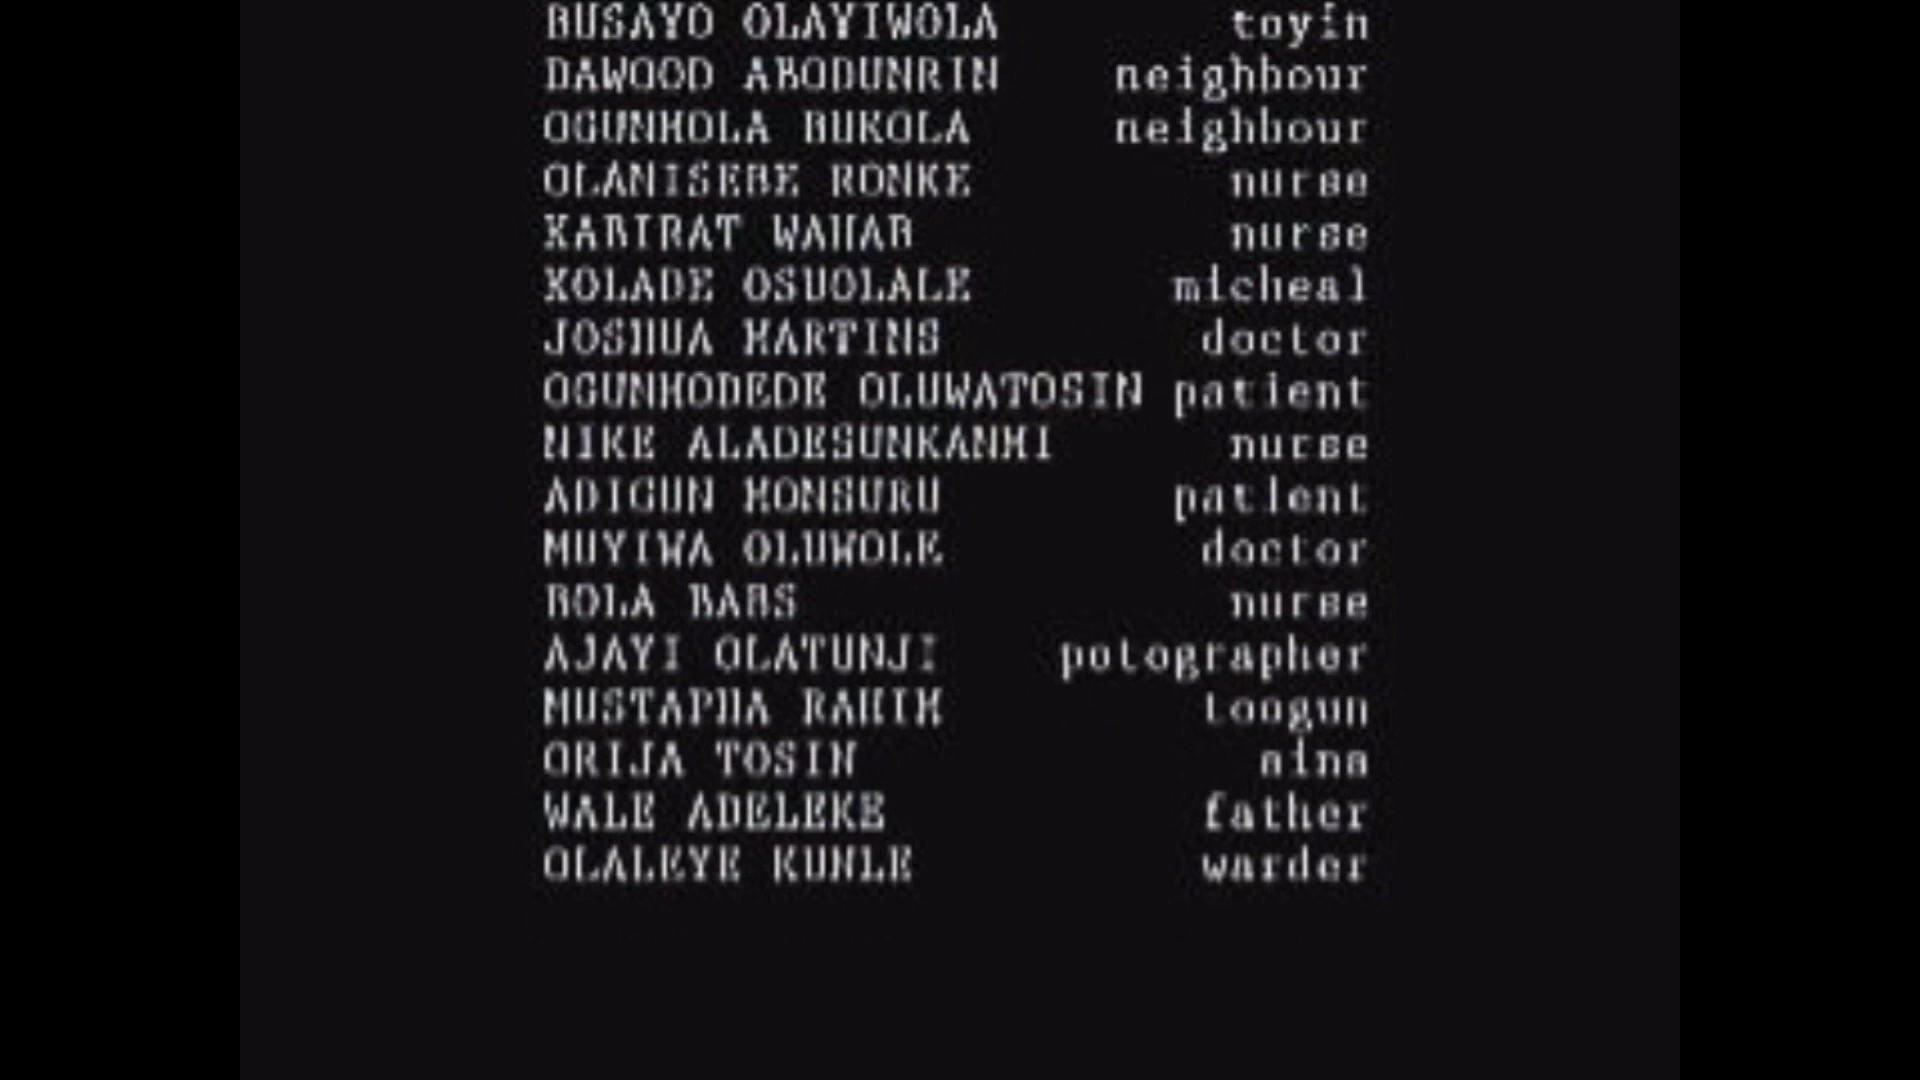 BUSAYO OLAYIWOLA toyin
DAWOOD ABODUNRIN neighbour
OGUNMOLA BUKOLA neighbour
OLANISEBE RONKE nurse
KABIRAT WAHAB nurse
KOLADE OSUOLALE micheal
JOSHUA MARTINS doctor
OGUNMODEDE OLUWATOSIN patient
NIKE ALADESUNKANMI nurse
ADIGUN MONSURU patient
MUYIWA OLUWOLE doctor
BOLA BABS nurse
AJAYI OLATUNJI potographer
MUSTAPHA RAHIM toogun
ORIJA TOSIN aina
WALE ADELEKE father
OLALEYE KUNLE warder